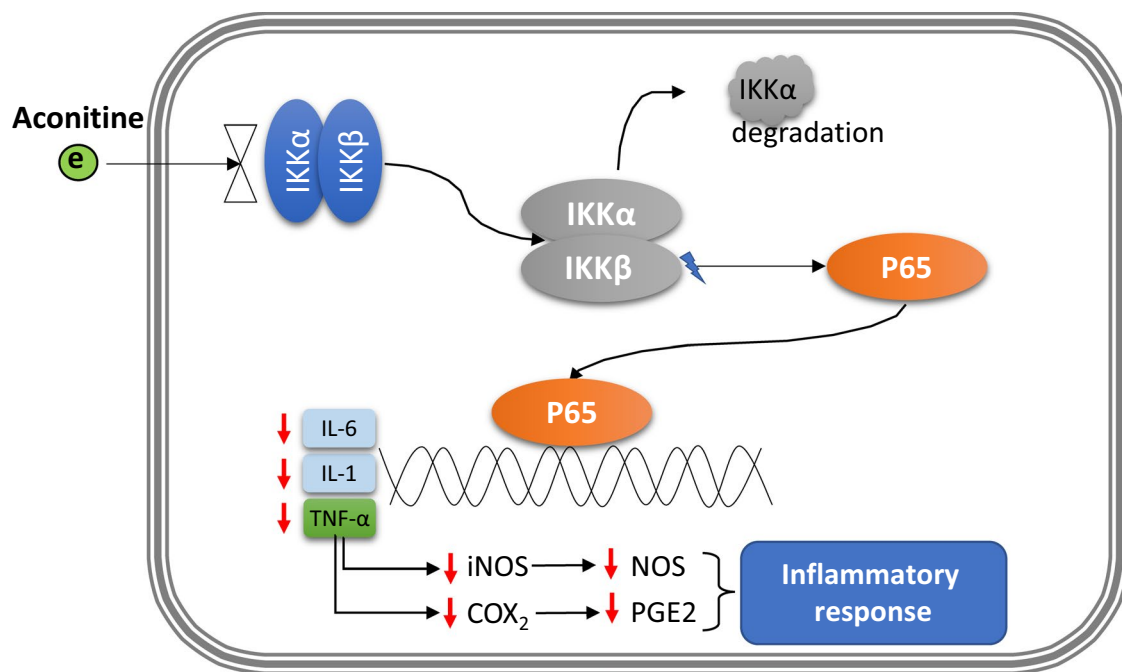 Aconitine
e
IKKα
IKKβ
IKKα
degradation
IKKα
IKKβ
P65
P65
IL-6
IL-1
TNF-α
iNOS
NOS
COX₂
PGE2
Inflammatory
response